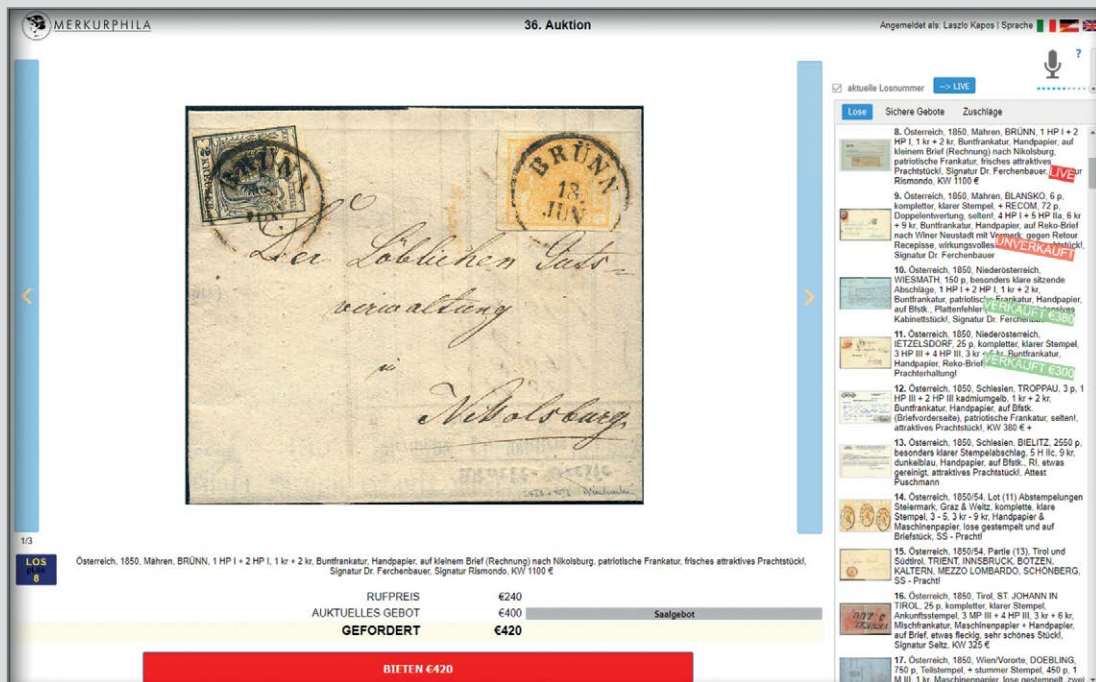 MERKURPHILA
36. Auktion
Angemeldet als: Laszlo Kapos | Sprache
BRÜNN
JUN
BRÜNN
18
JUN
Der Löblichen Guts=
verwaltung
in
Nikolsburg
1/3
LOS
8
Österreich, 1850, Mähren, BRÜNN, 1 HP I + 2 HP I, 1 kr + 2 kr, Buntfrankatur, Handpapier, auf kleinem Brief (Rechnung) nach Nikolsburg, patriotische Frankatur, frisches attraktives Prachtstück!,
Signatur Dr. Ferchenbauer, Signatur Rismondo, KW 1100 €
RUFPREIS €240
AUKTUELLES GEBOT €400 Saalgebot
GEFORDERT €420
BIETEN €420
?
aktuelle Losnummer --> LIVE
Lose Sichere Gebote Zuschläge
8. Österreich, 1850, Mähren, BRÜNN, 1 HP I + 2
HP I, 1 kr + 2 kr, Buntfrankatur, Handpapier, auf
kleinem Brief (Rechnung) nach Nikolsburg,
patriotische Frankatur, frisches attraktives
Prachtstück!, Signatur Dr. Ferchenbauer,
Rismondo, KW 1100 €
LIVE
9. Österreich, 1850, Mähren, BLANSKO, 6 p,
kompletter, klarer Stempel, + RECOM, 72 p,
Doppelentwertung, selten!, 4 HP I + 5 HP IIa, 6 kr
+ 9 kr, Buntfrankatur, Handpapier, auf Reko-Brief
nach Winer Neustadt mit Vermerk, gegen Retour
Recepisse, wirkungsvolles
Signatur Dr. Ferchenbauer
UNVERKAUFT
10. Österreich, 1850, Niederösterreich,
WIESMATH, 150 p, besonders klare sitzende
Abschläge, 1 HP I + 2 HP I, 1 kr + 2 kr,
Buntfrankatur, patriotische Frankatur, Handpapier,
auf Bfstk., Plattenfehler
Kabinettstück!, Signatur Dr.
VERKAUFT €380
11. Österreich, 1850, Niederösterreich,
IETZELSDORF, 25 p, kompletter, klarer Stempel,
3 HP III + 4 HP III, 3 kr + 6 kr, Buntfrankatur,
Handpapier, Reko-Brief
Prachterhaltung!
VERKAUFT €300
12. Österreich, 1850, Schlesien, TROPPAU, 3 p, 1
HP III + 2 HP III kadmiumgelb, 1 kr + 2 kr,
Buntfrankatur, Handpapier, auf Bfstk.
(Briefvorderseite), patriotische Frankatur, selten!,
attraktives Prachtstück!, KW 380 € +
13. Österreich, 1850, Schlesien, BIELITZ, 2550 p,
besonders klarer Stempelabschlag, 5 H IIc, 9 kr,
dunkelblau, Handpapier, auf Bfstk., RI, etwas
gereinigt, attraktives Prachtstück!, Attest
Puschmann
14. Österreich, 1850/54, Lot (11) Abstempelungen
Steiermark, Graz & Weitz, komplette, klare
Stempel, 3 - 5, 3 kr - 9 kr, Handpapier &
Maschinenpapier, lose gestempelt und auf
Briefstück, SS - Pracht!
15. Österreich, 1850/54, Partie (13), Tirol und
Südtirol, TRIENT, INNSBRUCK, BOTZEN,
KALTERN, MEZZO LOMBARDO, SCHÖNBERG,
SS - Pracht!
16. Österreich, 1850, Tirol, ST. JOHANN IN
TIROL, 25 p, kompletter, klarer Stempel,
Ankunftsstempel, 3 MP III + 4 HP III, 3 kr + 6 kr,
Mischfrankatur, Maschinenpapier + Handpapier,
auf Brief, etwas fleckig, sehr schönes Stück!,
Signatur Seitz, KW 325 €
17. Österreich, 1850, Wien/Vororte, DOEBLING,
750 p, Teilstempel, + stummer Stempel, 450 p, 1
M III, 1 kr, Maschinenpapier, lose gestempelt, zwei